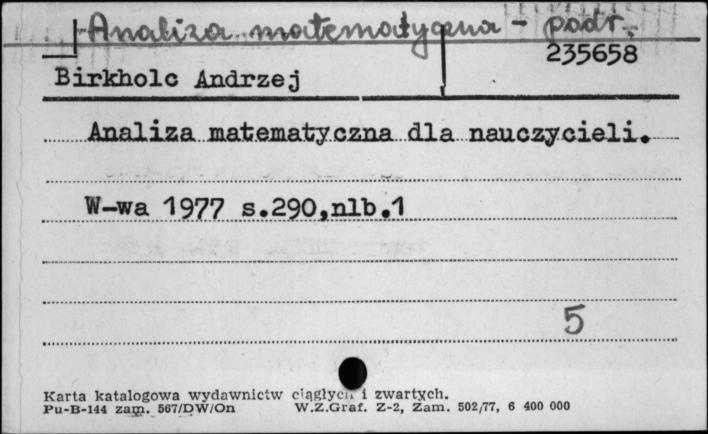 Analiza matematyczna - podr.
235658
Birkholc Andrzej
Analiza matematyczna dla nauczycieli.
W-wa 1977 s.290,nlb.1
5
Karta katalogowa wydawnictw ciągłych i zwartych.
Pu-B-144 zam. 567/DW/On W.Z.Graf. Z-2, Zam. 502/77, 6 400 000